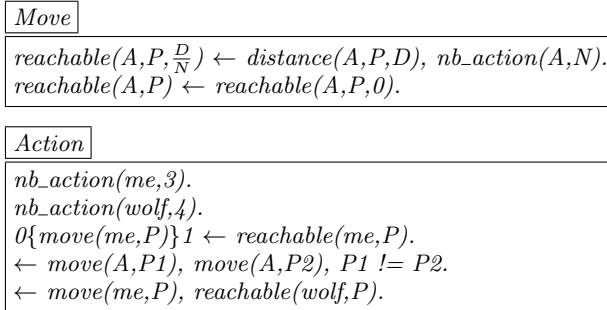 Move
reachable(A,P,D/N) ← distance(A,P,D), nb_action(A,N).
reachable(A,P) ← reachable(A,P,0).
Action
nb_action(me,3).
nb_action(wolf,4).
0{move(me,P)}1 ← reachable(me,P).
← move(A,P1), move(A,P2), P1 != P2.
← move(me,P), reachable(wolf,P).